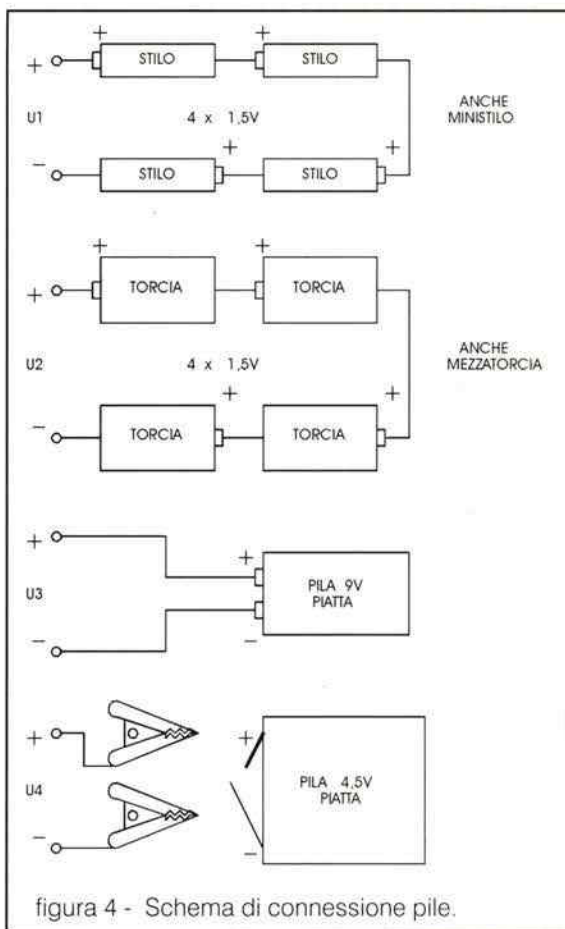 + +
+ STILO STILO
U1 4 x 1,5V ANCHE
MINISTILO
+ +
− STILO STILO
+ +
+ TORCIA TORCIA
U2 4 x 1,5V ANCHE
MEZZATORCIA
+ +
− TORCIA TORCIA
+ +
U3 PILA 9V
PIATTA
− −
+ +
U4 PILA 4,5V
PIATTA
− −
figura 4 - Schema di connessione pile.